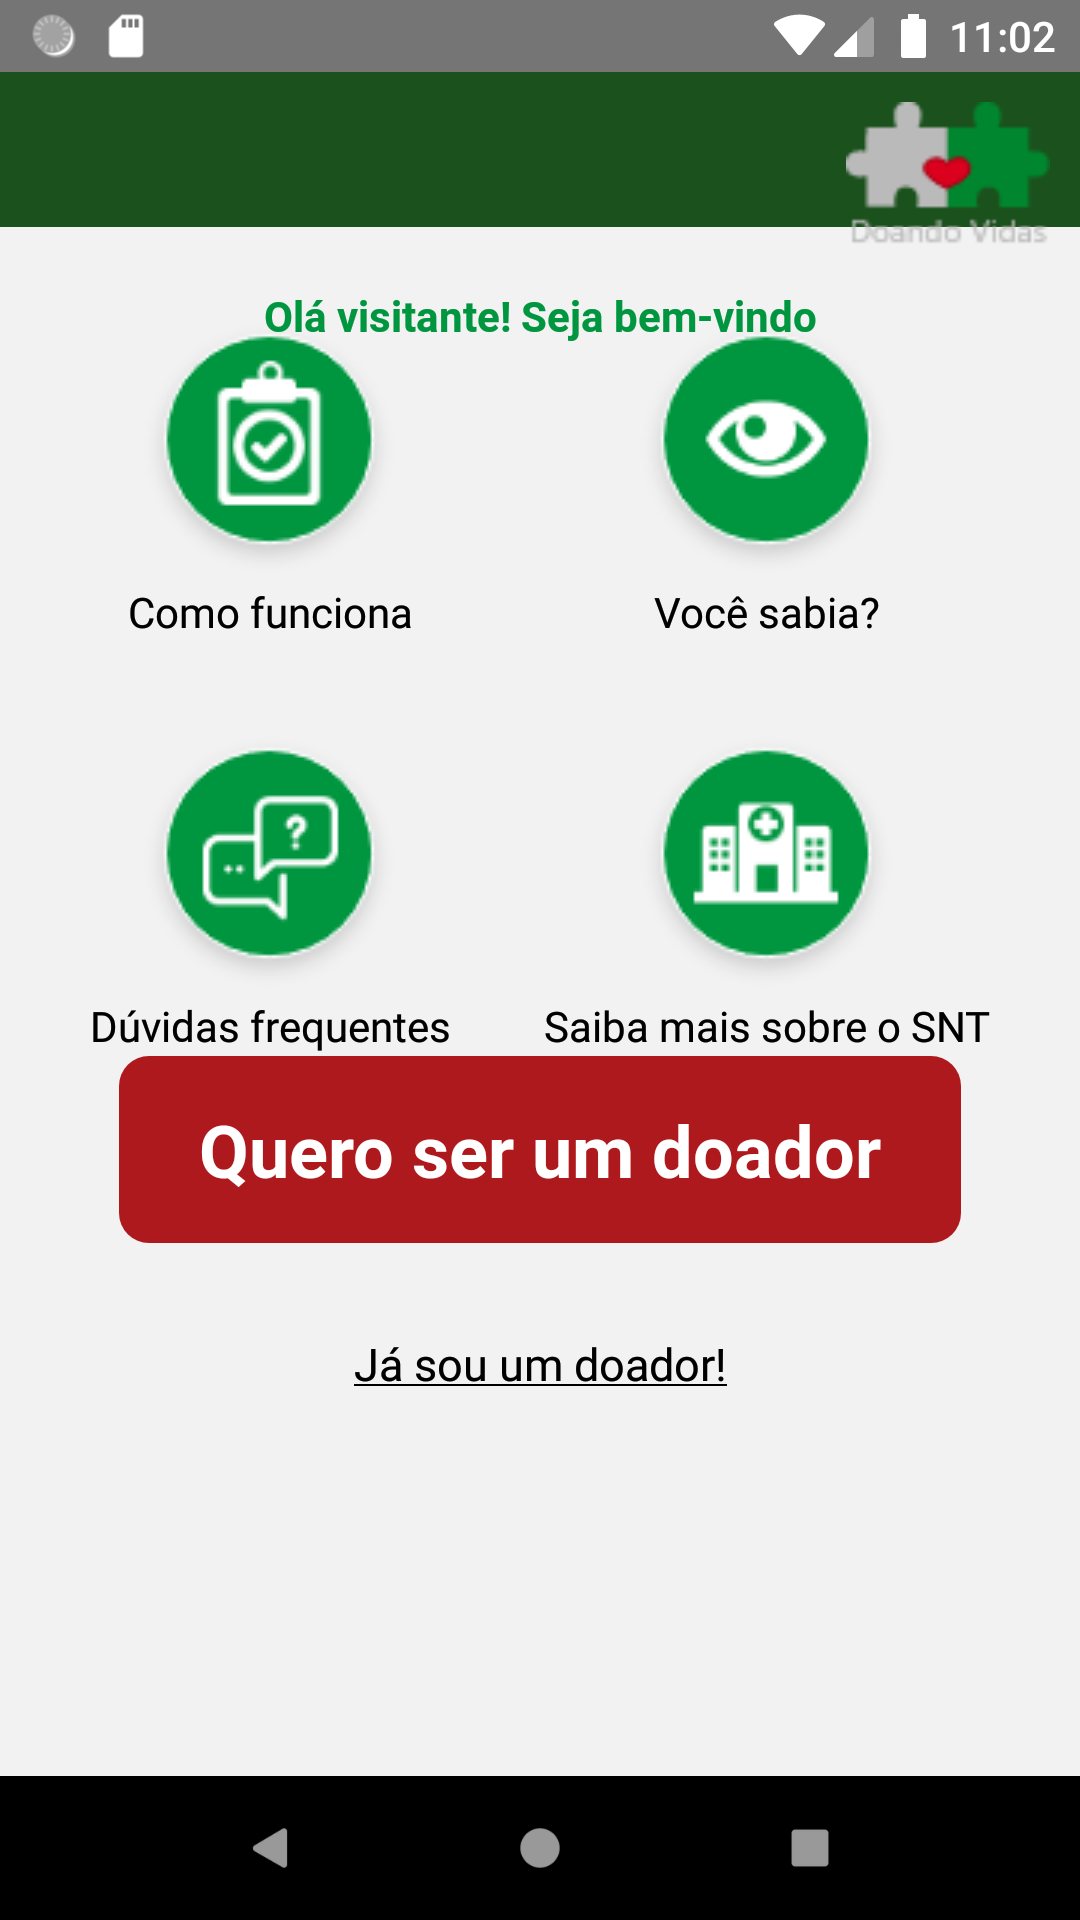 11:02
Doando Vidas
Olá visitante! Seja bem-vindo
Como funciona
Você sabia?
Dúvidas frequentes
Saiba mais sobre o SNT
Quero ser um doador
Já sou um doador!